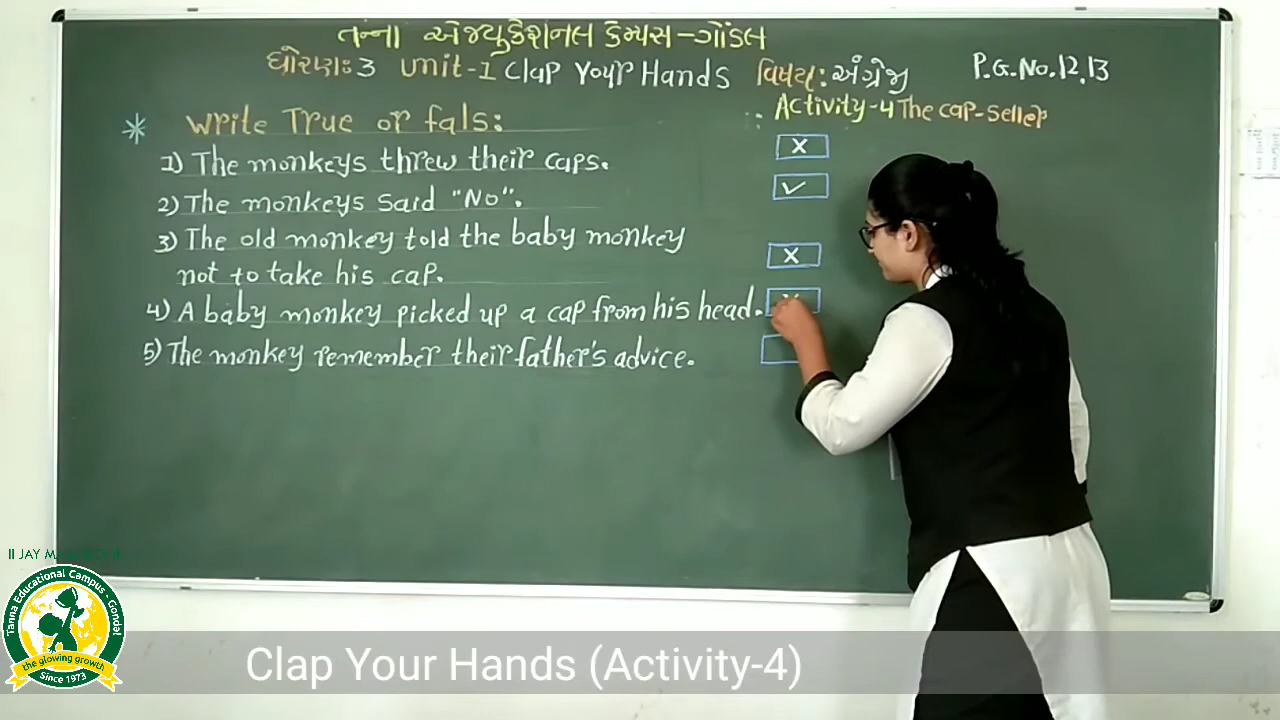 તન્ના એજ્યુકેશનલ કેમ્પસ-ગોંડલ
ધોરણઃ3 Unit-1 Clap Your Hands વિષયઃઅંગ્રેજી P.G.No.12,13
Activity-4 The cap-seller
* Write True or fals:
1) The monkeys threw their caps. X
2) The monkeys said "No". ✓
3) The old monkey told the baby monkey
not to take his cap. X
4) A baby monkey picked up a cap from his head.
5) The monkey remember their father's advice.
II JAY
Tanna Educational Campus - Gondal
the glowing growth
Since 1973
Clap Your Hands (Activity-4)